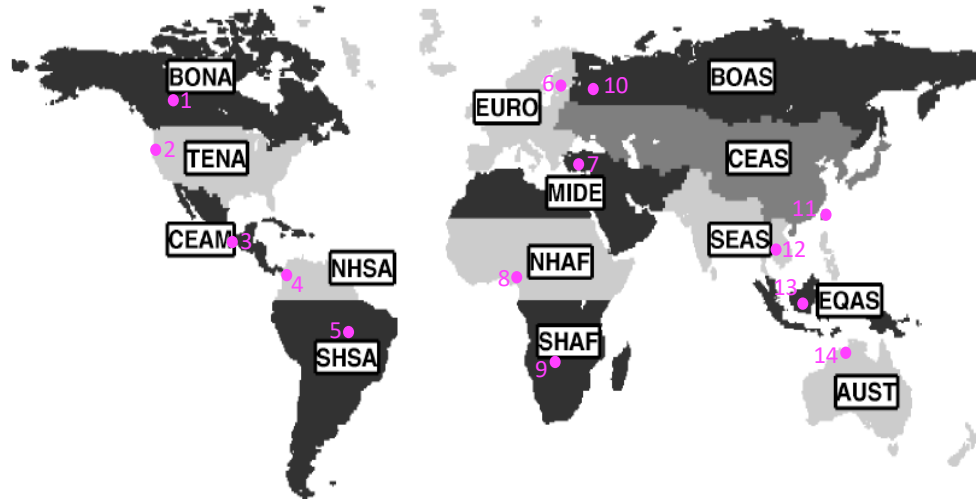 BONA
1
2
TENA
CEAM
3
NHSA
4
5
SHSA
6
10
BOAS
EURO
CEAS
7
MIDE
11
SEAS
12
NHAF
8
13
EQAS
SHAF
9
14
AUST